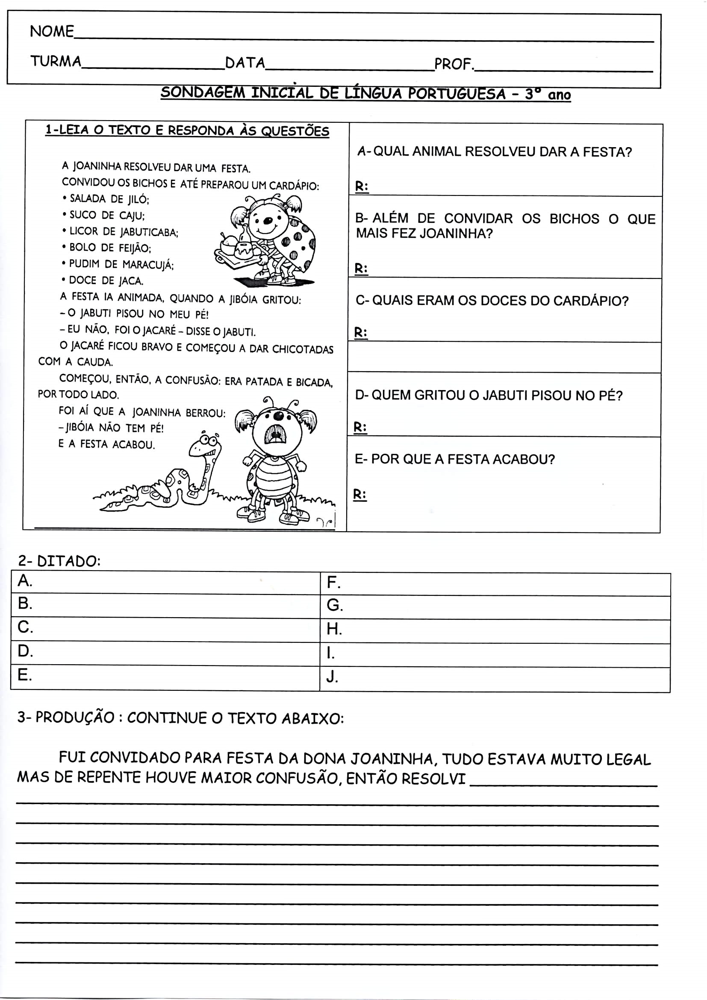 NOME
TURMA DATA PROF.
SONDAGEM INICIAL DE LÍNGUA PORTUGUESA - 3º ano
1-LEIA O TEXTO E RESPONDA ÀS QUESTÕES
A JOANINHA RESOLVEU DAR UMA FESTA.
CONVIDOU OS BICHOS E ATÉ PREPAROU UM CARDÁPIO:
• SALADA DE JILÓ;
• SUCO DE CAJU;
• LICOR DE JABUTICABA;
• BOLO DE FEIJÃO;
• PUDIM DE MARACUJÁ;
• DOCE DE JACA.
A FESTA IA ANIMADA, QUANDO A JIBÓIA GRITOU:
– O JABUTI PISOU NO MEU PÉ!
– EU NÃO, FOI O JACARÉ – DISSE O JABUTI.
O JACARÉ FICOU BRAVO E COMEÇOU A DAR CHICOTADAS
COM A CAUDA.
COMEÇOU, ENTÃO, A CONFUSÃO: ERA PATADA E BICADA,
POR TODO LADO.
FOI AÍ QUE A JOANINHA BERROU:
– JIBÓIA NÃO TEM PÉ!
E A FESTA ACABOU.
A- QUAL ANIMAL RESOLVEU DAR A FESTA?
R:
B- ALÉM DE CONVIDAR OS BICHOS O QUE
MAIS FEZ JOANINHA?
R:
C- QUAIS ERAM OS DOCES DO CARDÁPIO?
R:
D- QUEM GRITOU O JABUTI PISOU NO PÉ?
R:
E- POR QUE A FESTA ACABOU?
R:
2- DITADO:
A.
B.
C.
D.
E.
F.
G.
H.
I.
J.
3- PRODUÇÃO : CONTINUE O TEXTO ABAIXO:
FUI CONVIDADO PARA FESTA DA DONA JOANINHA, TUDO ESTAVA MUITO LEGAL
MAS DE REPENTE HOUVE MAIOR CONFUSÃO, ENTÃO RESOLVI